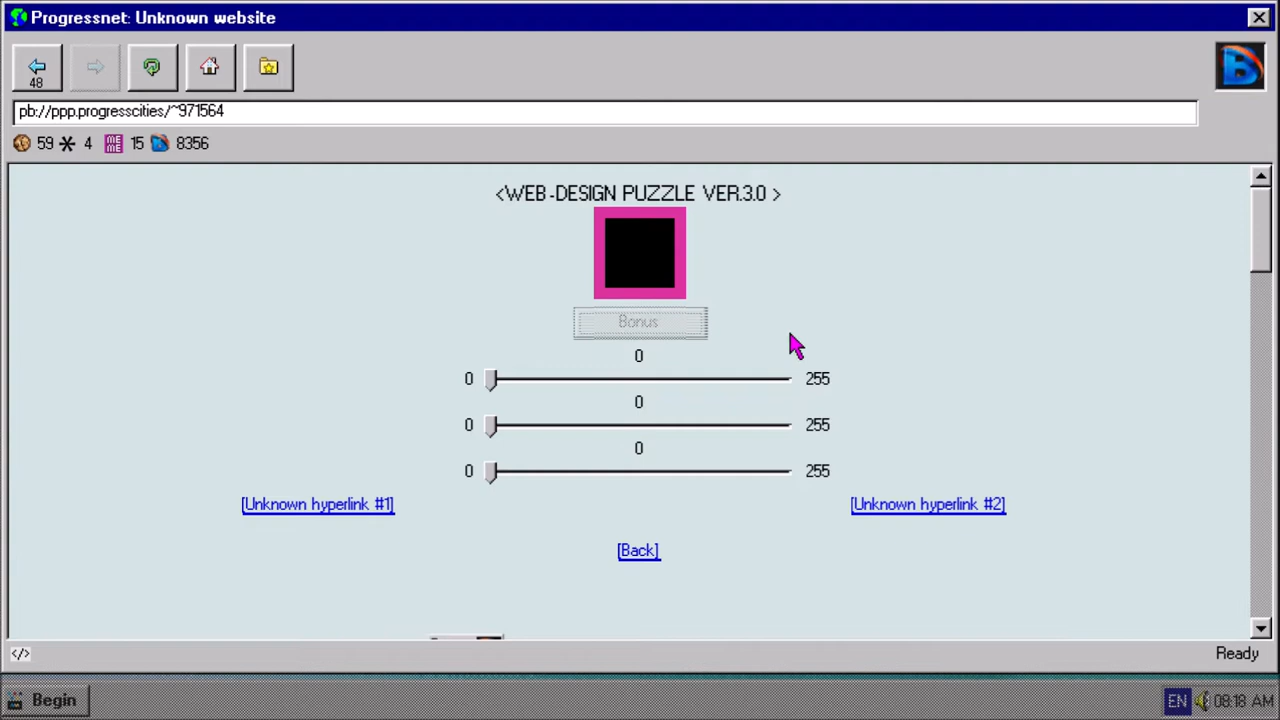 Progressnet: Unknown website
48
pb://ppp.progresscities/~971564
59 4 ME ME 15 8356
<WEB-DESIGN PUZZLE VER.3.0 >
Bonus
0
0 255
0
0 255
0
0 255
[Unknown hyperlink #1] [Unknown hyperlink #2]
[Back]
</> Ready
Begin EN 08:18 AM